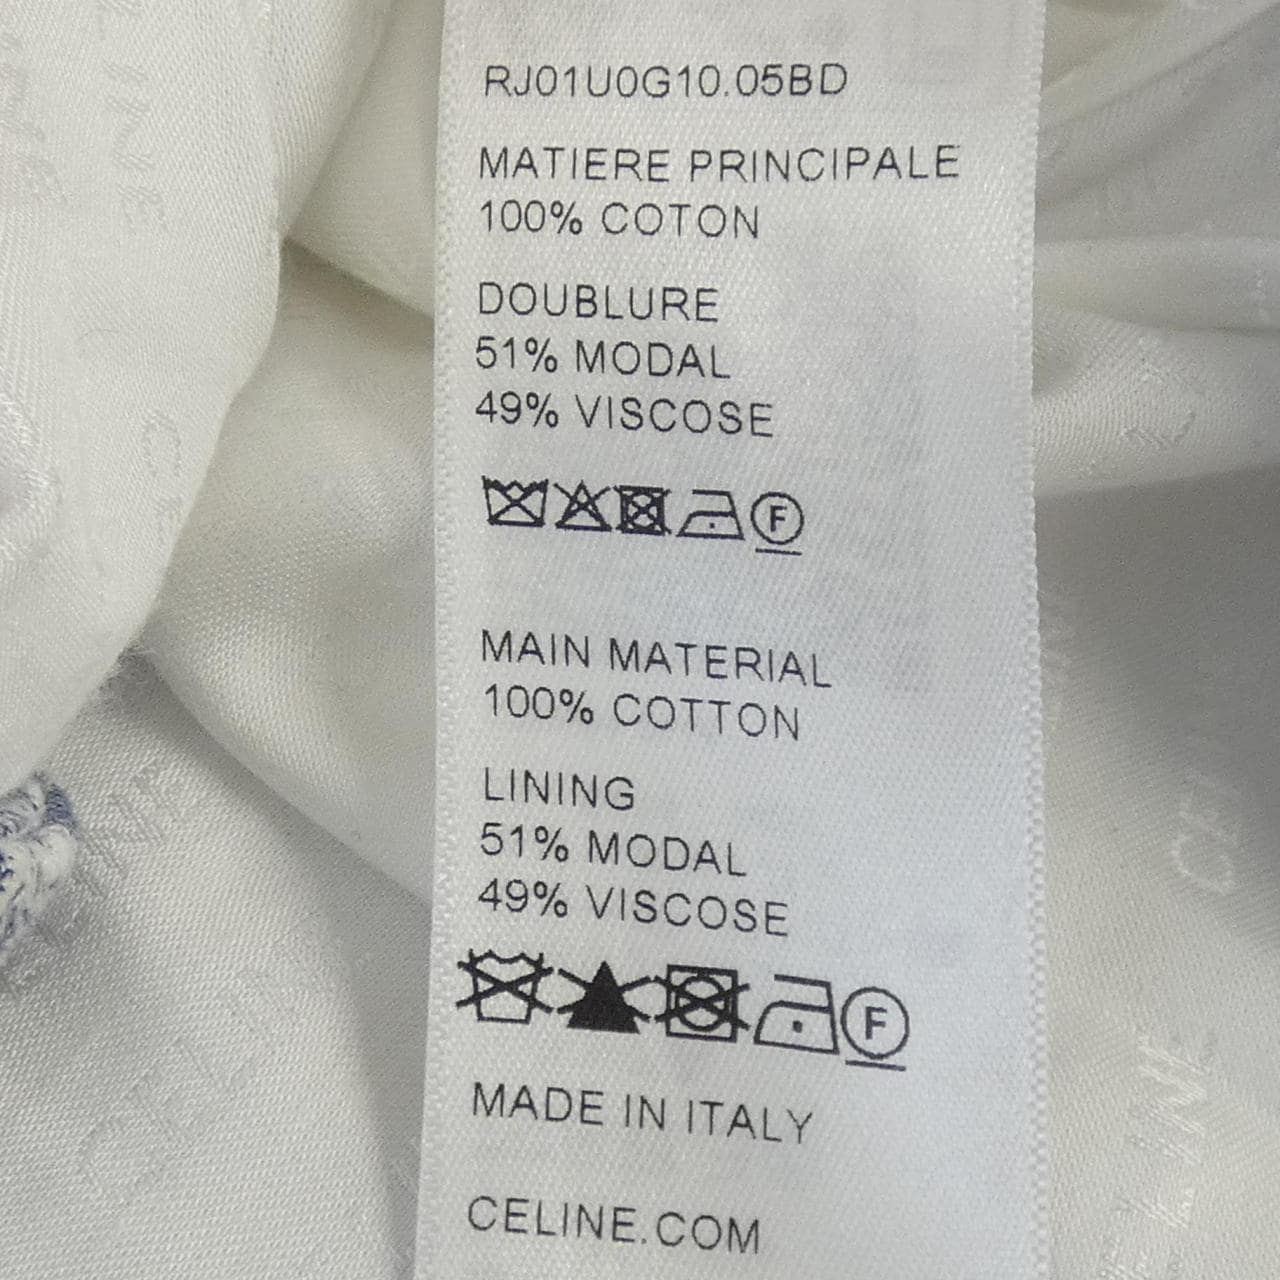 RJ01U0G10.05BD
MATIERE PRINCIPALE
100% COTON
DOUBLURE
51% MODAL
49% VISCOSE
F
MAIN MATERIAL
100% COTTON
LINING
51% MODAL
49% VISCOSE
F
MADE IN ITALY
CELINE.COM